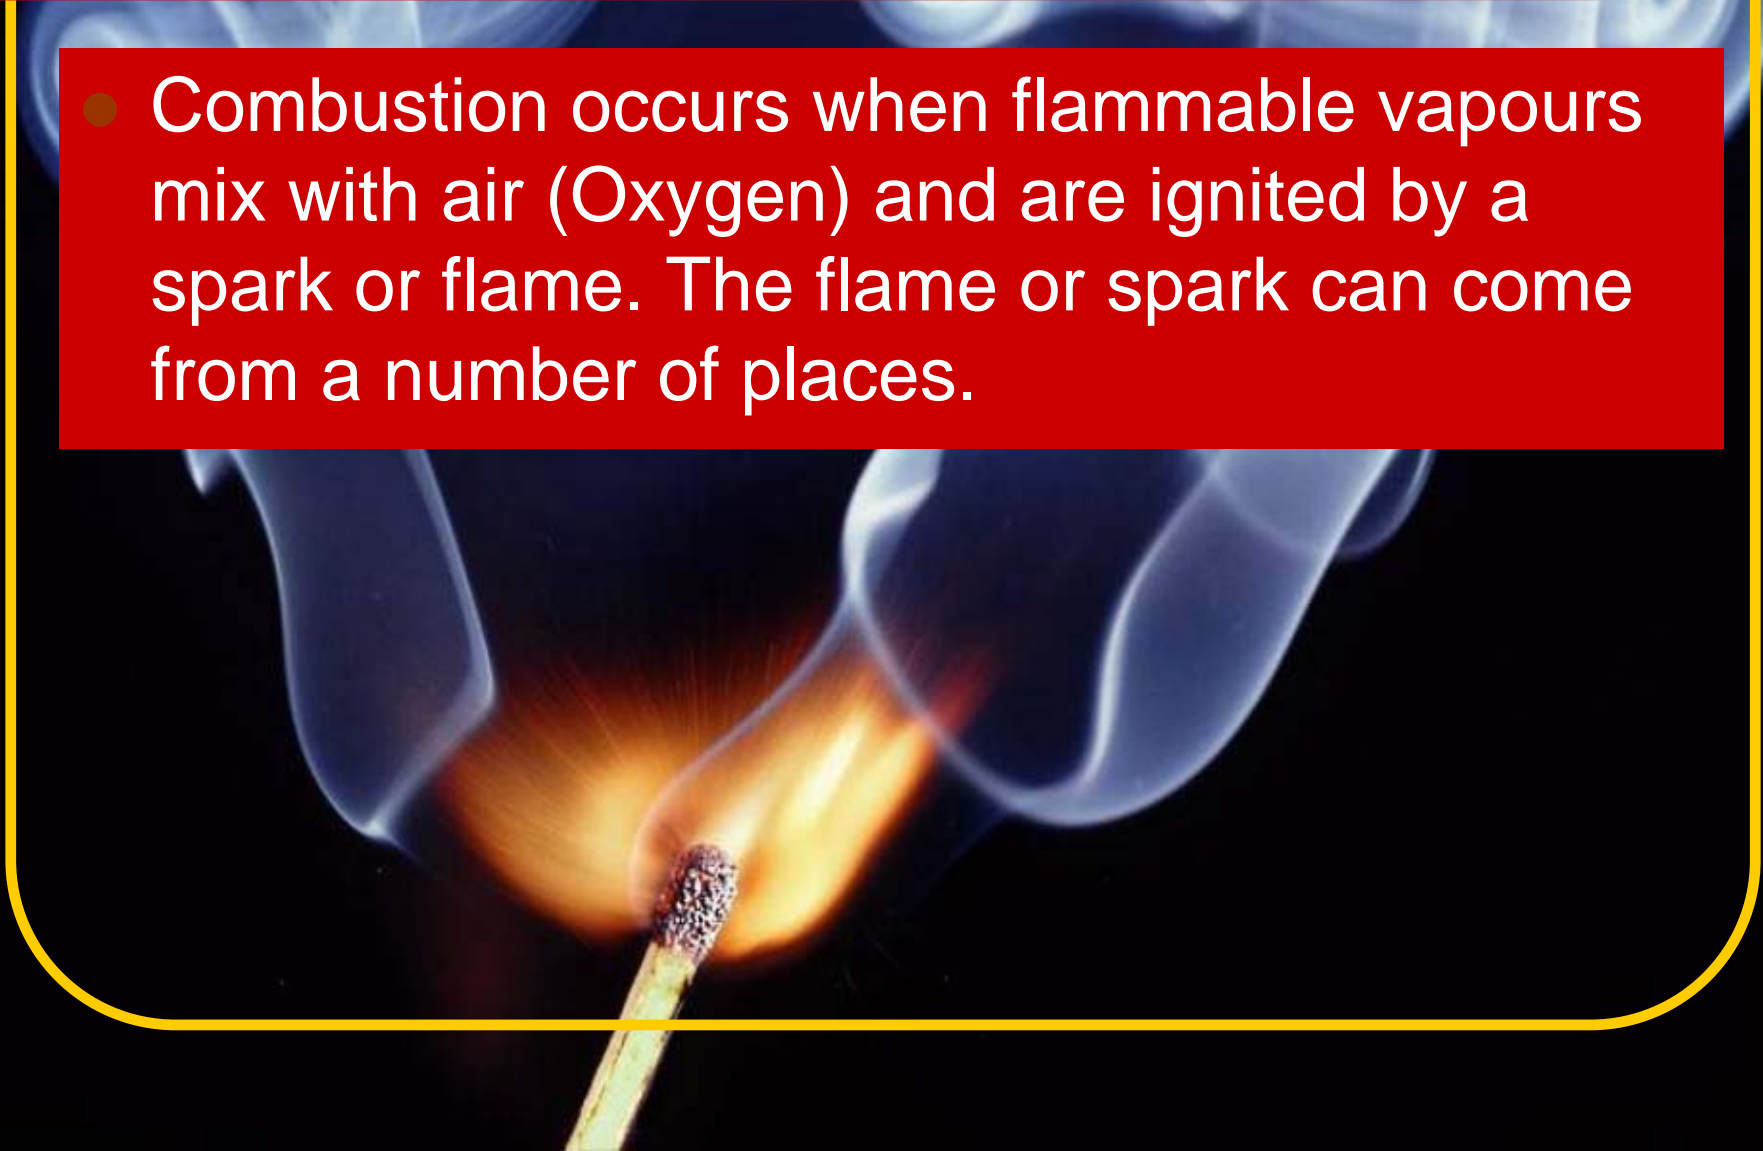 Combustion occurs when flammable vapours
mix with air (Oxygen) and are ignited by a
spark or flame. The flame or spark can come
from a number of places.